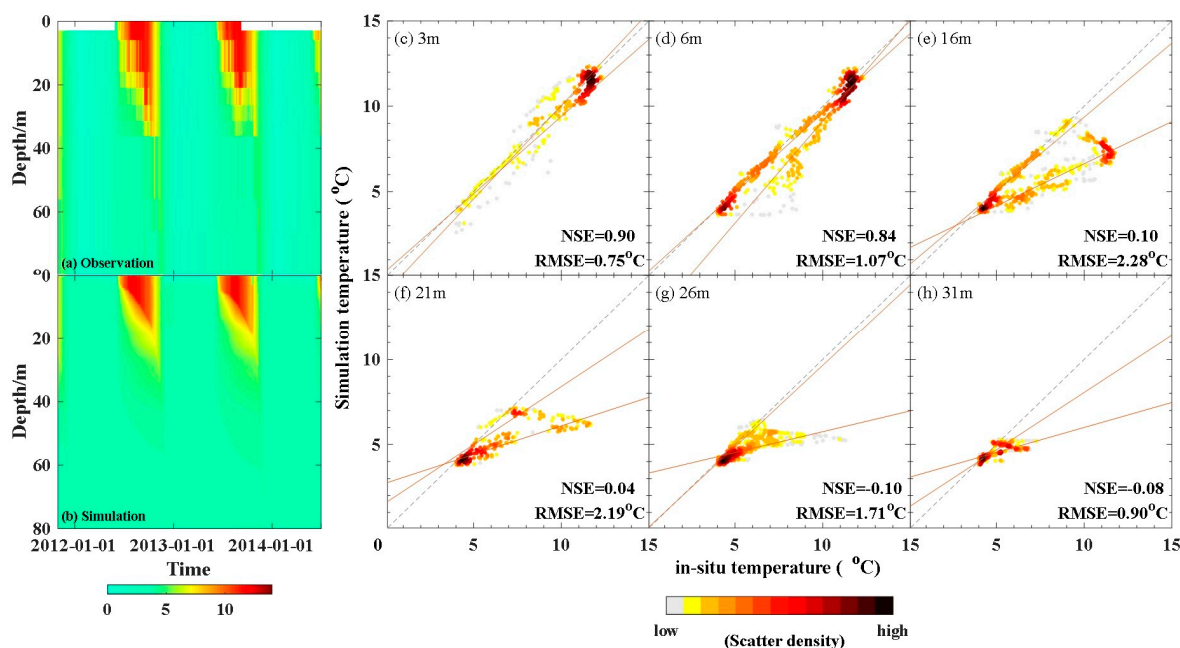 0
20
40
60
Depth/m
(a) Observation
0
20
40
60
80
Depth/m
(b) Simulation
2012-01-01 2013-01-01 2014-01-01
Time
0 5 10
Simulation temperature ( °C)
15
10
5
15
10
5
0
(c) 3m
NSE=0.90
RMSE=0.75°C
(d) 6m
NSE=0.84
RMSE=1.07°C
(e) 16m
NSE=0.10
RMSE=2.28°C
(f) 21m
NSE=0.04
RMSE=2.19°C
(g) 26m
NSE=-0.10
RMSE=1.71°C
(h) 31m
NSE=-0.08
RMSE=0.90°C
0 5 10 15 5 10 15 5 10 15
in-situ temperature ( °C)
low high
(Scatter density)